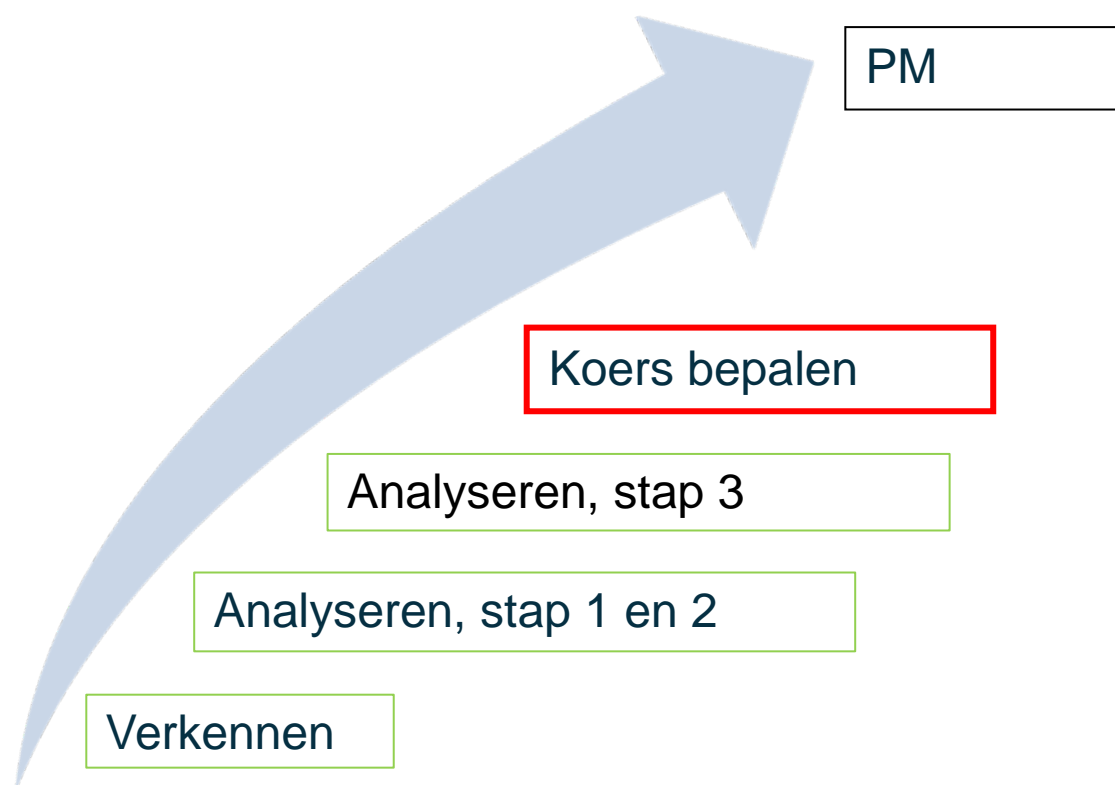 PM
Koers bepalen
Analyseren, stap 3
Analyseren, stap 1 en 2
Verkennen